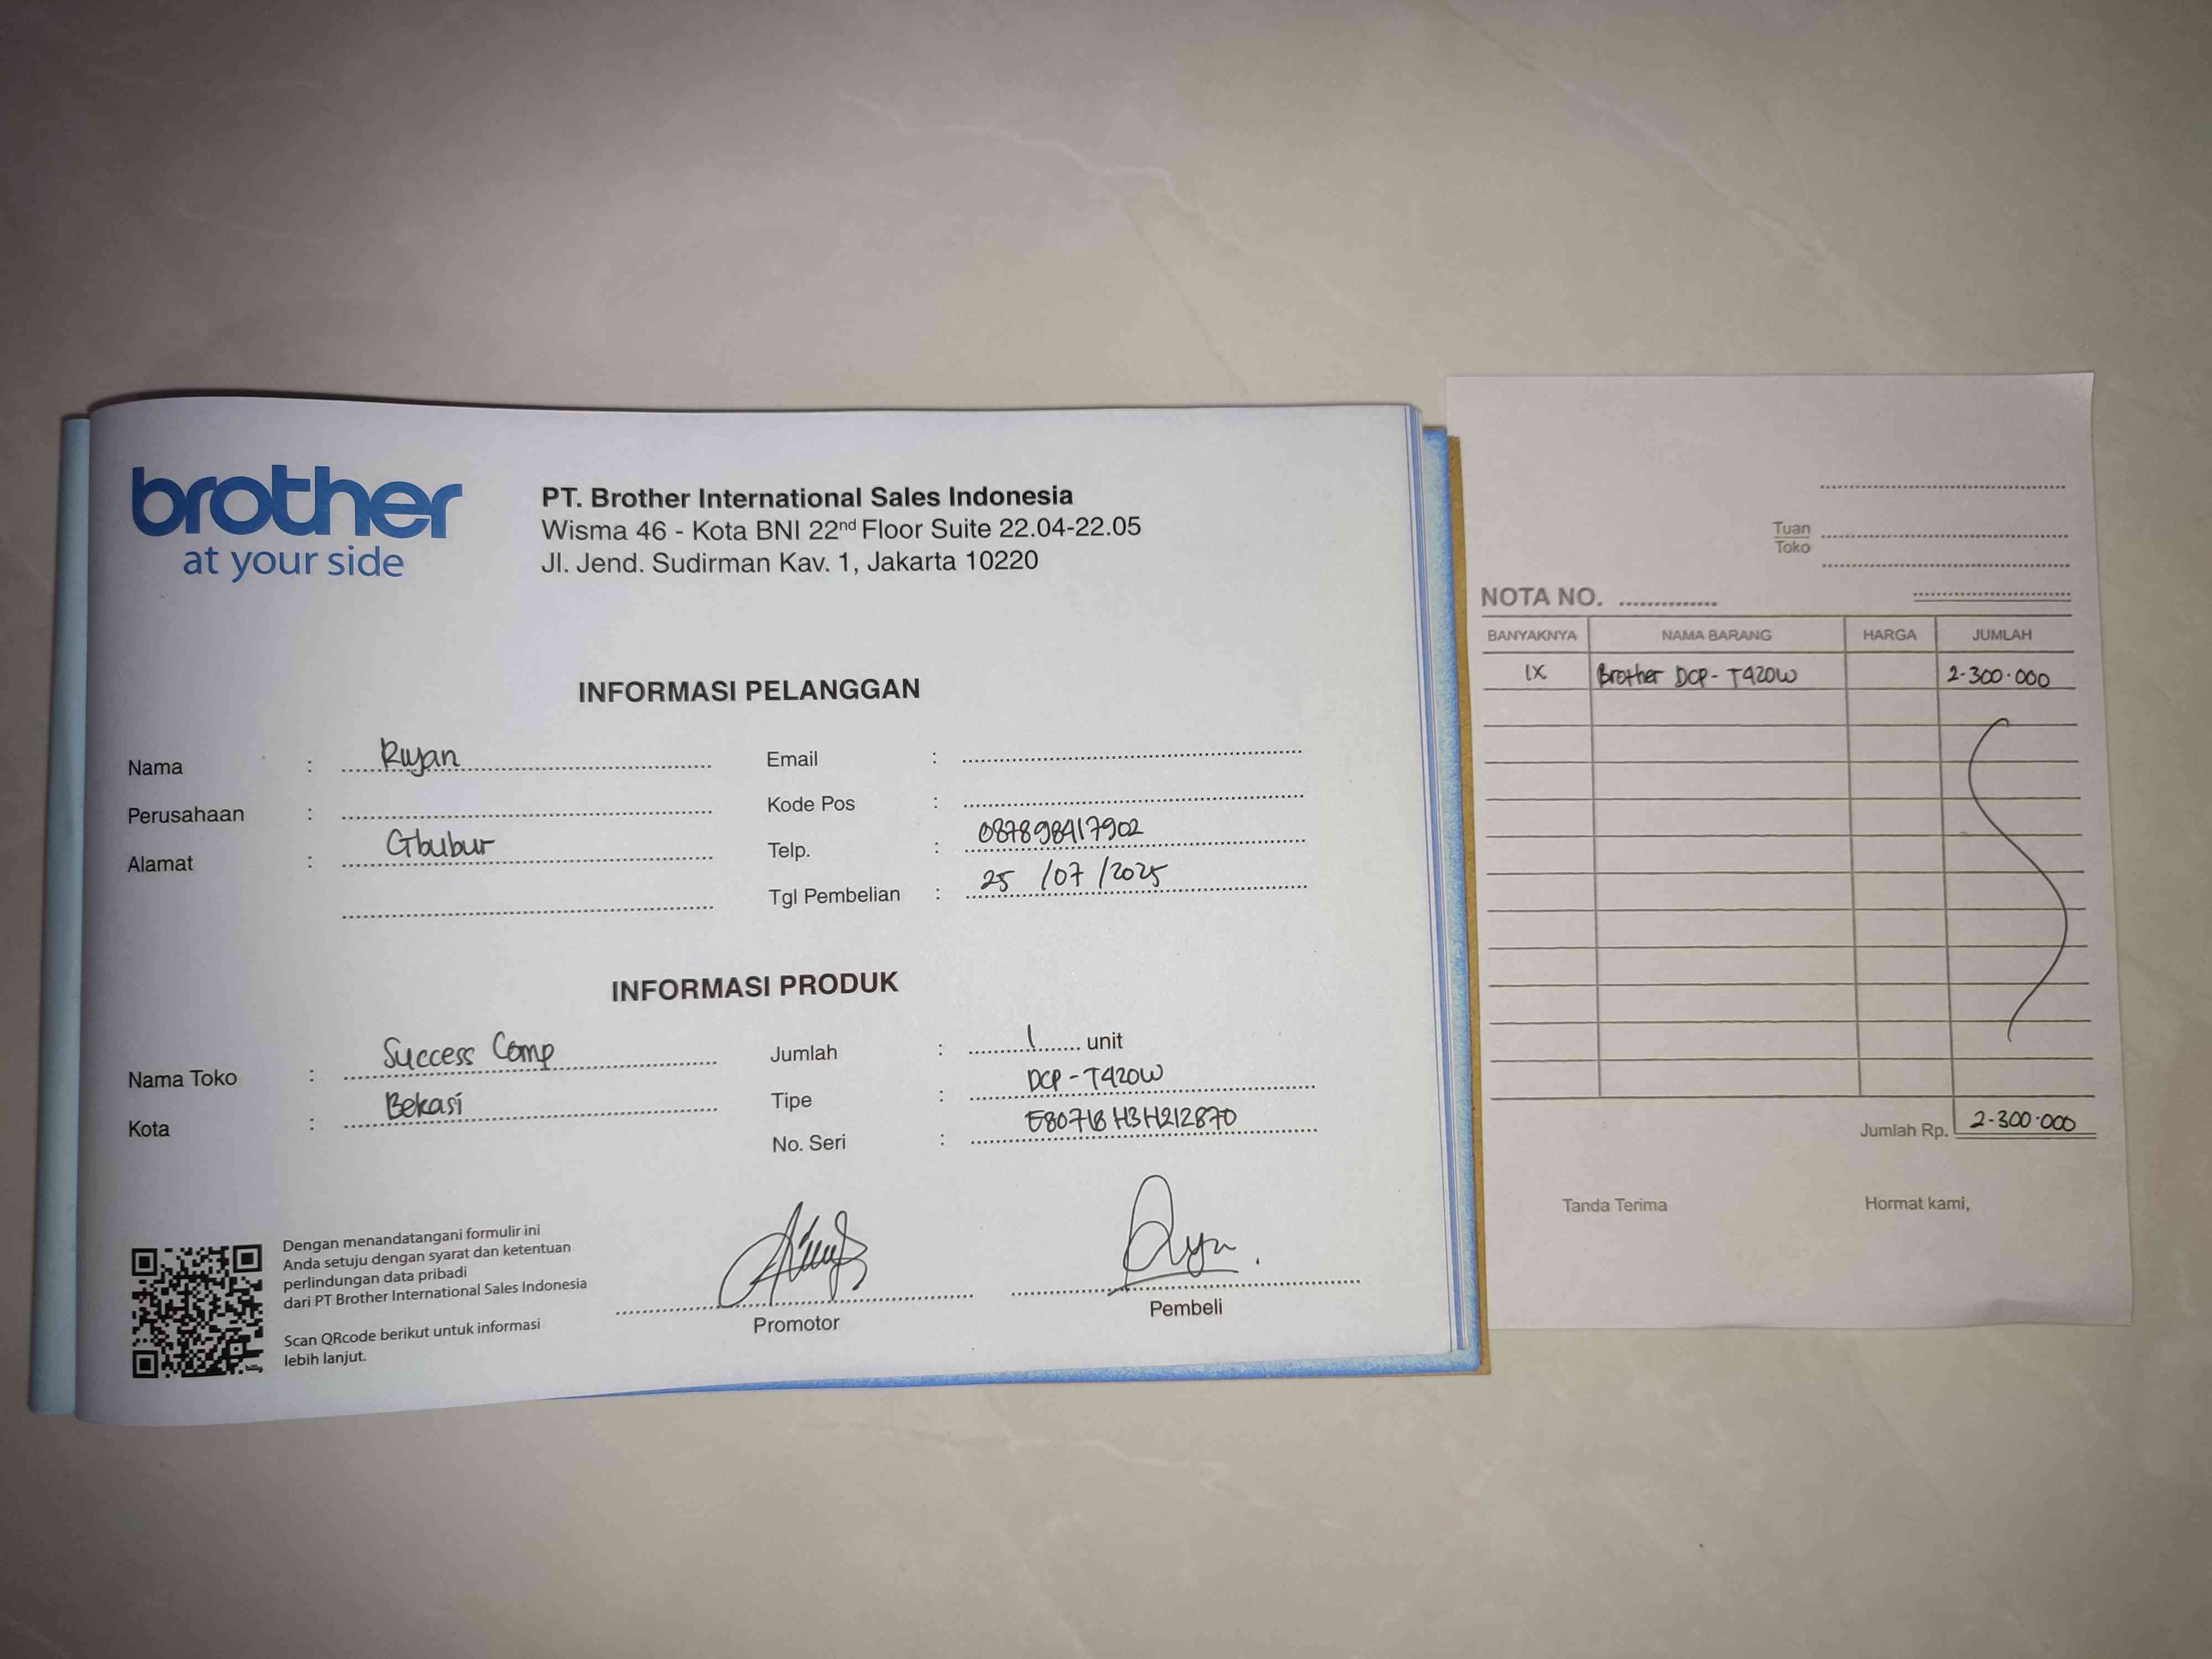 brother
at your side
PT. Brother International Sales Indonesia
Wisma 46 - Kota BNI 22nd Floor Suite 22.04-22.05
Jl. Jend. Sudirman Kav. 1, Jakarta 10220
INFORMASI PELANGGAN
Nama : Riyan
Perusahaan :
Alamat : Cibubur
Email :
Kode Pos :
Telp. : 087898417902
Tgl Pembelian : 25 /07 /2025
INFORMASI PRODUK
Nama Toko : Success Comp
Kota : Bekasi
Jumlah : 1 unit
Tipe : DCP - T420W
No. Seri :
Dengan menandatangani formulir ini
Anda setuju dengan syarat dan ketentuan
perlindungan data pribadi
dari PT Brother International Sales Indonesia
Scan QRcode berikut untuk informasi
lebih lanjut.
Promotor
Pembeli
Tuan
Toko
NOTA NO.
BANYAKNYA NAMA BARANG HARGA JUMLAH
1X Brother DCP - T420W 2.300.000
Jumlah Rp. 2.300.000
Tanda Terima Hormat kami,